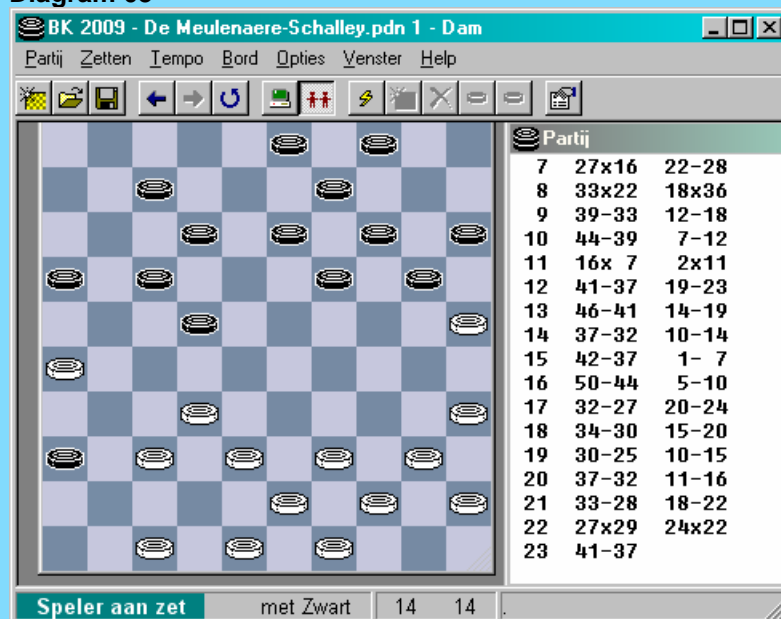 BK 2009 - De Meulenaere-Schalley.pdn 1 - Dam
Partij Zetten Tempo Bord Opties Venster Help
Partij
7 27x16 22-28
8 33x22 18x36
9 39-33 12-18
10 44-39 7-12
11 16x 7 2x11
12 41-37 19-23
13 46-41 14-19
14 37-32 10-14
15 42-37 1- 7
16 50-44 5-10
17 32-27 20-24
18 34-30 15-20
19 30-25 10-15
20 37-32 11-16
21 33-28 18-22
22 27x29 24x22
23 41-37
Speler aan zet met Zwart 14 14 .